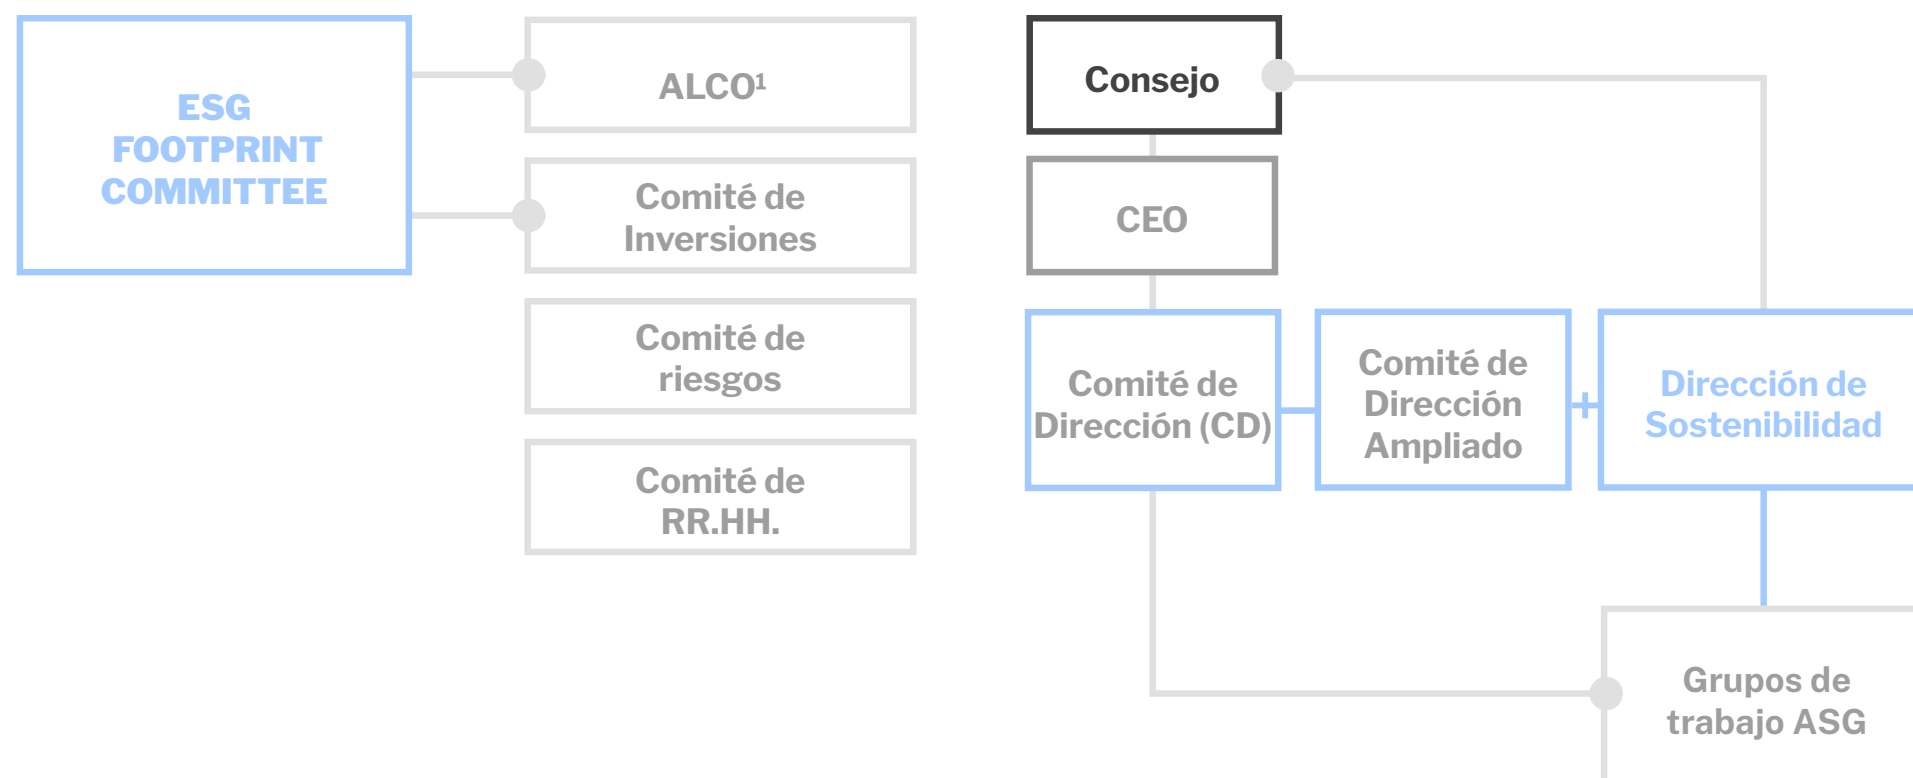 ESG
FOOTPRINT
COMMITTEE
ALCO¹
Comité de
Inversiones
Comité de
riesgos
Comité de
RR.HH.
Consejo
CEO
Comité de
Dirección (CD)
Comité de
Dirección
Ampliado
+
Dirección de
Sostenibilidad
Grupos de
trabajo ASG